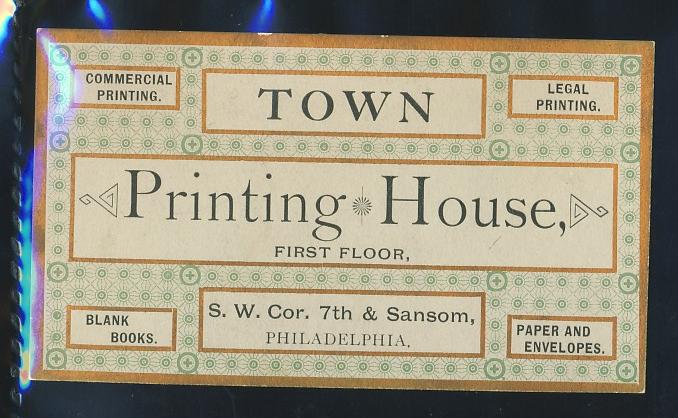 COMMERCIAL
PRINTING.
TOWN
LEGAL
PRINTING.
Printing House,
FIRST FLOOR,
BLANK
BOOKS.
S. W. Cor. 7th & Sansom,
PHILADELPHIA.
PAPER AND
ENVELOPES.